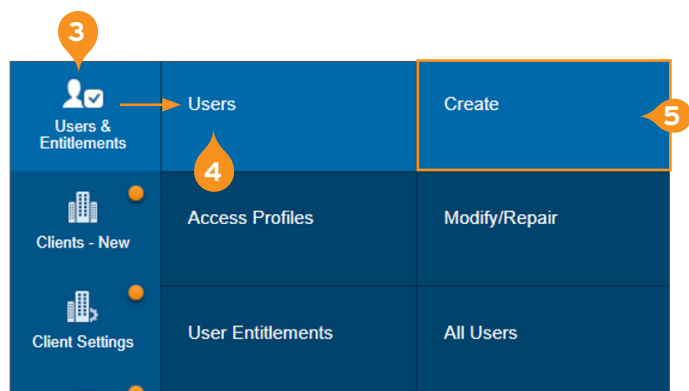 3
Users &
Entitlements
Users
Create
5
4
Clients - New
Access Profiles
Modify/Repair
Client Settings
User Entitlements
All Users